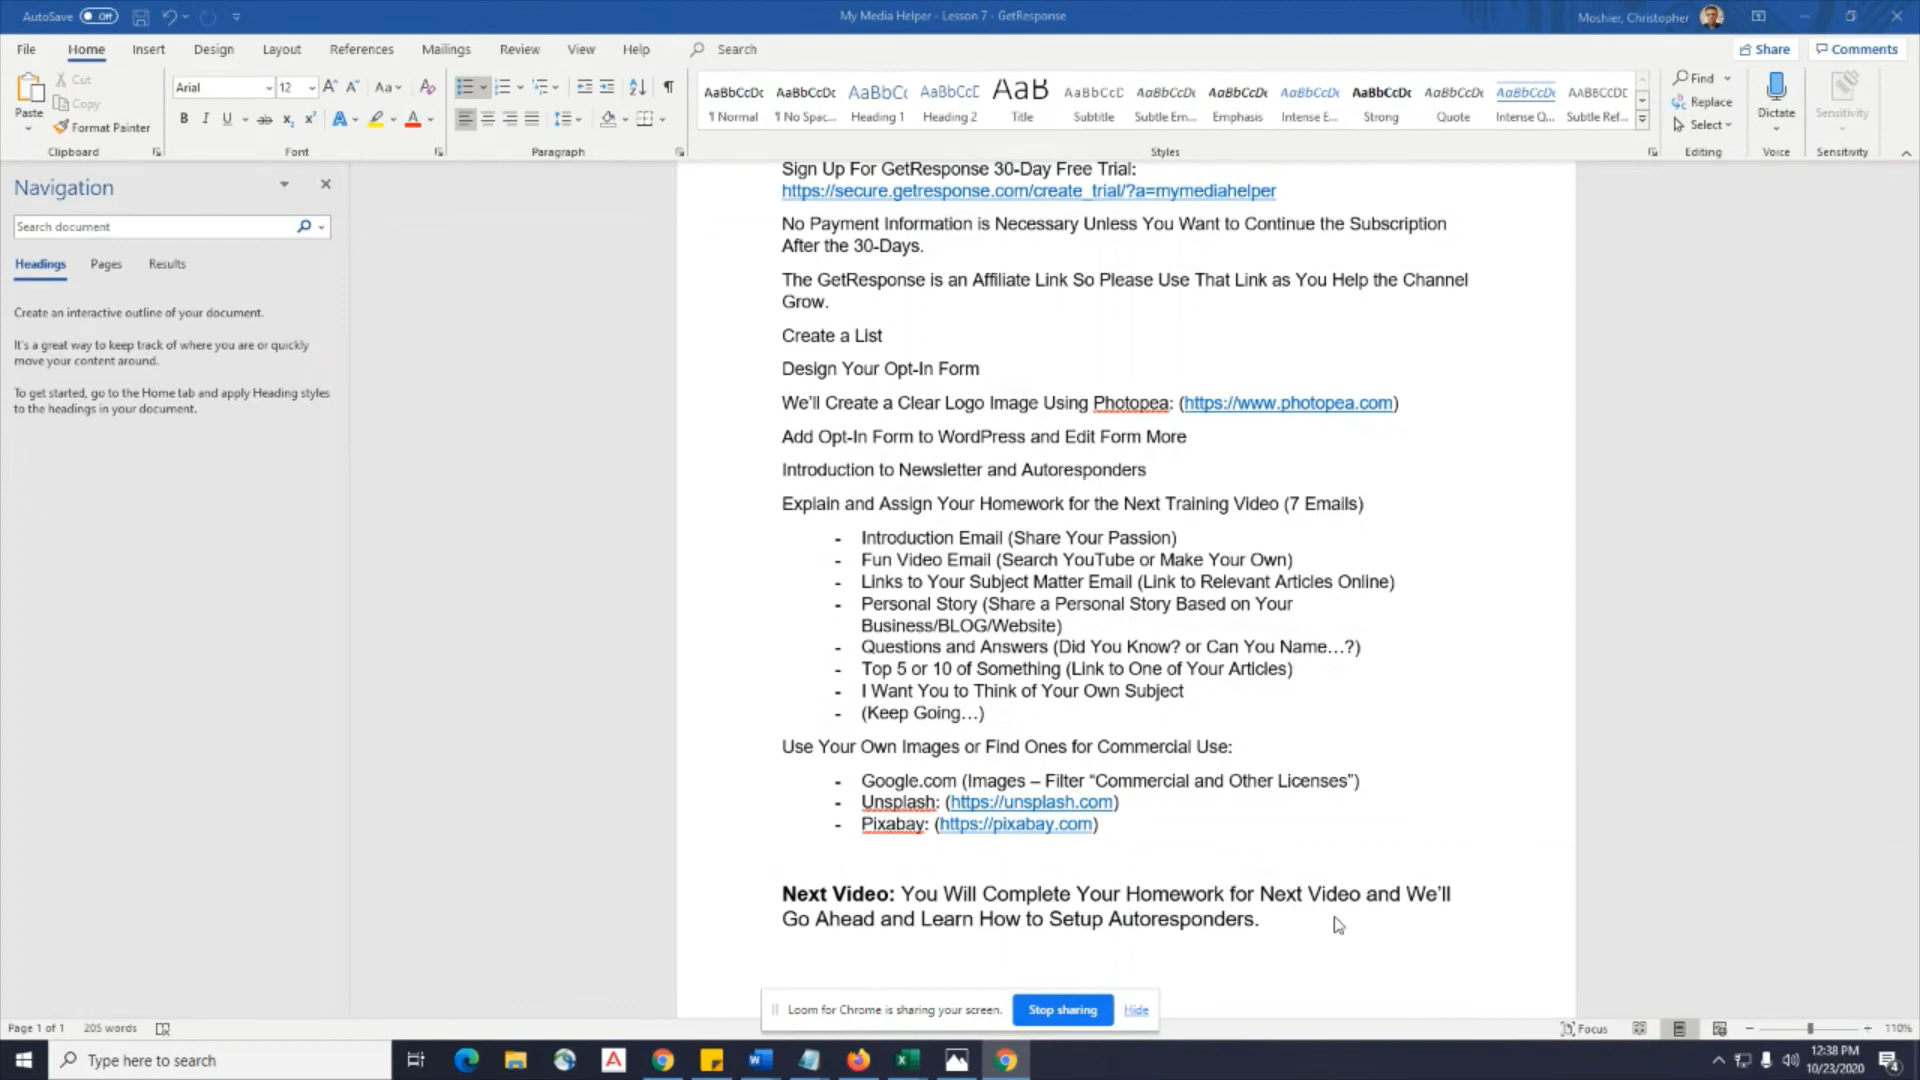 AutoSave Off
My Media Helper - Lesson 7 - GetResponse
Moshier, Christopher
File Home Insert Design Layout References Mailings Review View Help Search
Share Comments
Paste
Cut
Copy
Format Painter
Clipboard
Arial 12
Font
Paragraph
AaBbCcDc AaBbCcDc AaBbCc AaBbCcD AaB AaBbCcD AaBbCcDc AaBbCcDc AaBbCcDc AaBbCcDc AaBbCcDc AaBbCcDc AaBbCcDc
¶ Normal ¶ No Spac... Heading 1 Heading 2 Title Subtitle Subtle Em... Emphasis Intense E... Strong Quote Intense Q... Subtle Ref...
Styles
Find
Replace
Select
Editing
Dictate
Voice
Sensitivity
Sensitivity
Navigation
Search document
Headings Pages Results
Create an interactive outline of your document.
It's a great way to keep track of where you are or quickly
move your content around.
To get started, go to the Home tab and apply Heading styles
to the headings in your document.
Sign Up For GetResponse 30-Day Free Trial:
https://secure.getresponse.com/create_trial/?a=mymediahelper
No Payment Information is Necessary Unless You Want to Continue the Subscription
After the 30-Days.
The GetResponse is an Affiliate Link So Please Use That Link as You Help the Channel
Grow.
Create a List
Design Your Opt-In Form
We'll Create a Clear Logo Image Using Photopea: (https://www.photopea.com)
Add Opt-In Form to WordPress and Edit Form More
Introduction to Newsletter and Autoresponders
Explain and Assign Your Homework for the Next Training Video (7 Emails)
- Introduction Email (Share Your Passion)
- Fun Video Email (Search YouTube or Make Your Own)
- Links to Your Subject Matter Email (Link to Relevant Articles Online)
- Personal Story (Share a Personal Story Based on Your
Business/BLOG/Website)
- Questions and Answers (Did You Know? or Can You Name…?)
- Top 5 or 10 of Something (Link to One of Your Articles)
- I Want You to Think of Your Own Subject
- (Keep Going…)
Use Your Own Images or Find Ones for Commercial Use:
- Google.com (Images – Filter “Commercial and Other Licenses”)
- Unsplash: (https://unsplash.com)
- Pixabay: (https://pixabay.com)
Next Video: You Will Complete Your Homework for Next Video and We'll
Go Ahead and Learn How to Setup Autoresponders.
Loom for Chrome is sharing your screen. Stop sharing Hide
Page 1 of 1 205 words
Focus
110%
Type here to search
12:38 PM
10/23/2020
4